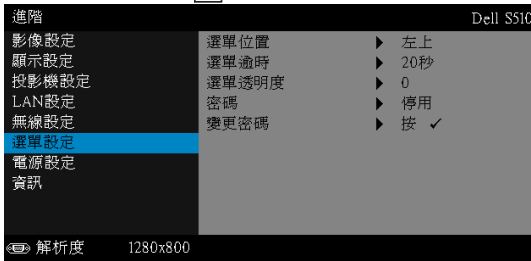 進階 Dell S510
影像設定
顯示設定
投影機設定
LAN設定
無線設定
選單設定
電源設定
資訊
選單位置 ▶ 左上
選單逾時 ▶ 20秒
選單透明度 ▶ 0
密碼 ▶ 停用
變更密碼 ▶ 按 ✓
解析度 1280x800